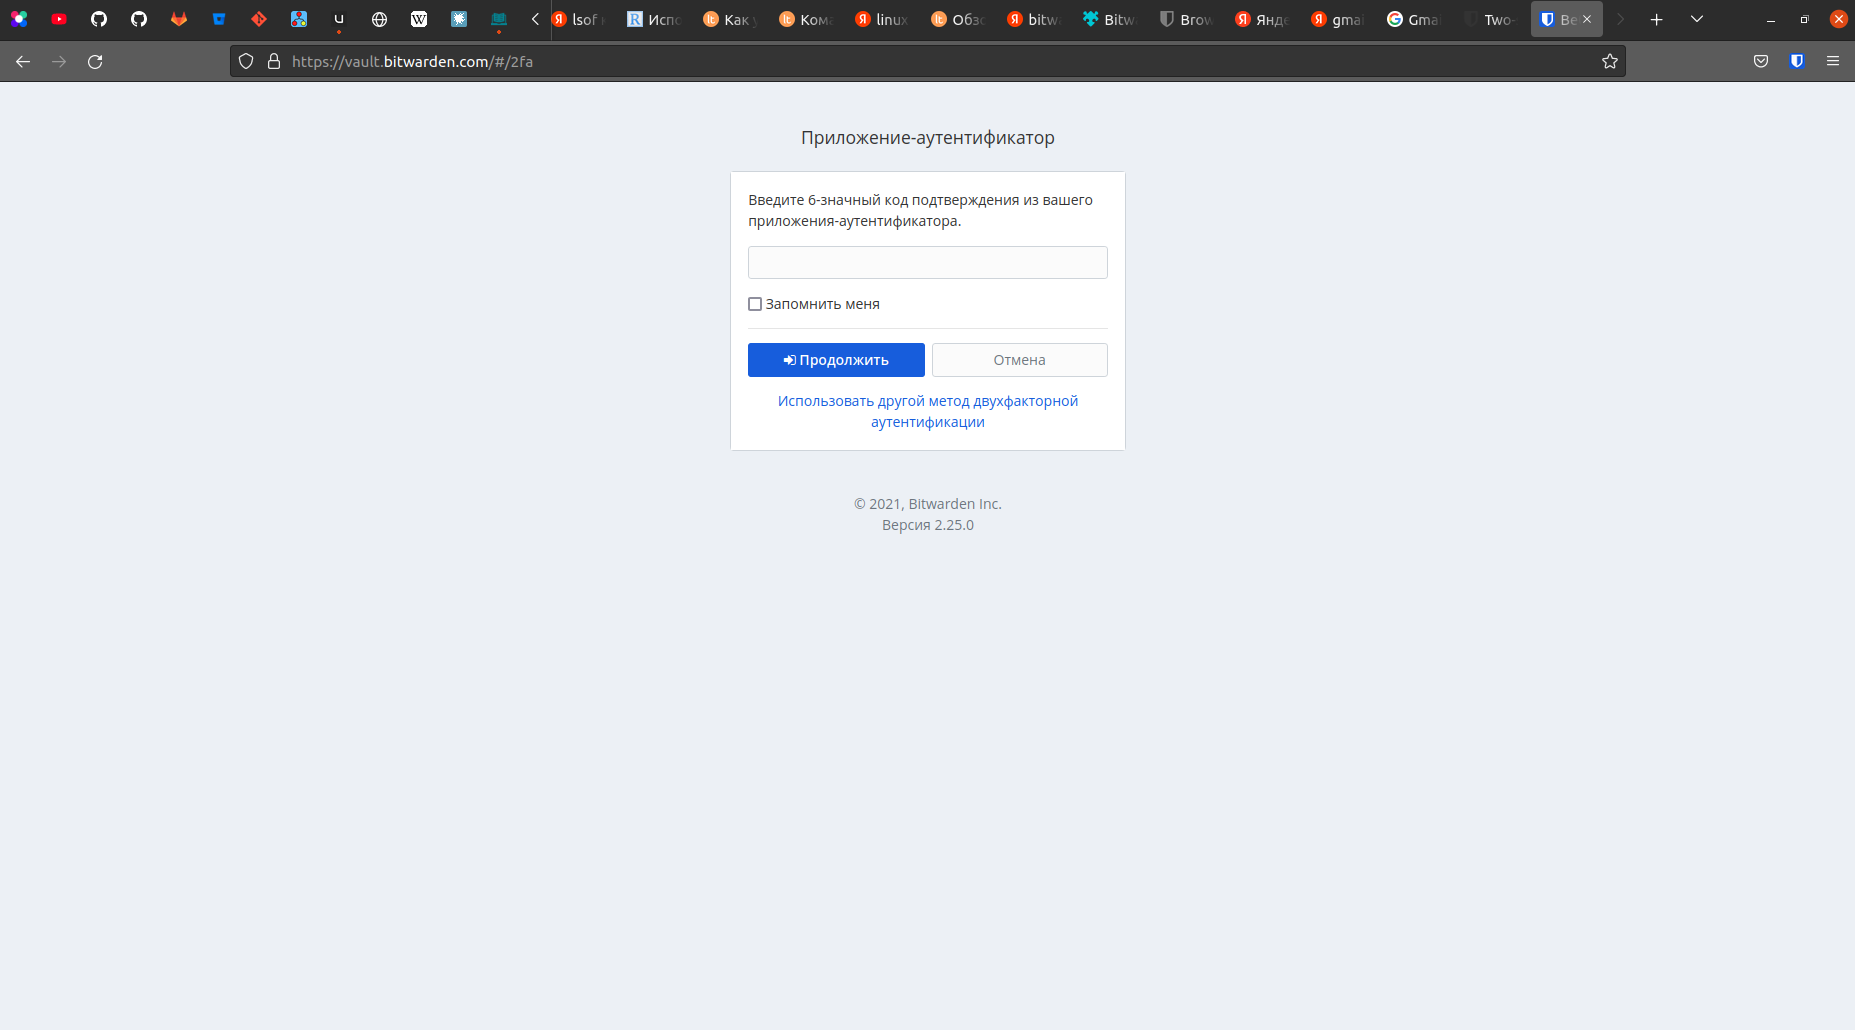 lsof
Испо
Как
Кома
linux
Обзо
bitw
Bitw
Brow
Янде
gmai
Gmai
Two-
Be
https://vault.bitwarden.com/#/2fa
Приложение-аутентификатор
Введите 6-значный код подтверждения из вашего
приложения-аутентификатора.
Запомнить меня
Продолжить
Отмена
Использовать другой метод двухфакторной
аутентификации
© 2021, Bitwarden Inc.
Версия 2.25.0